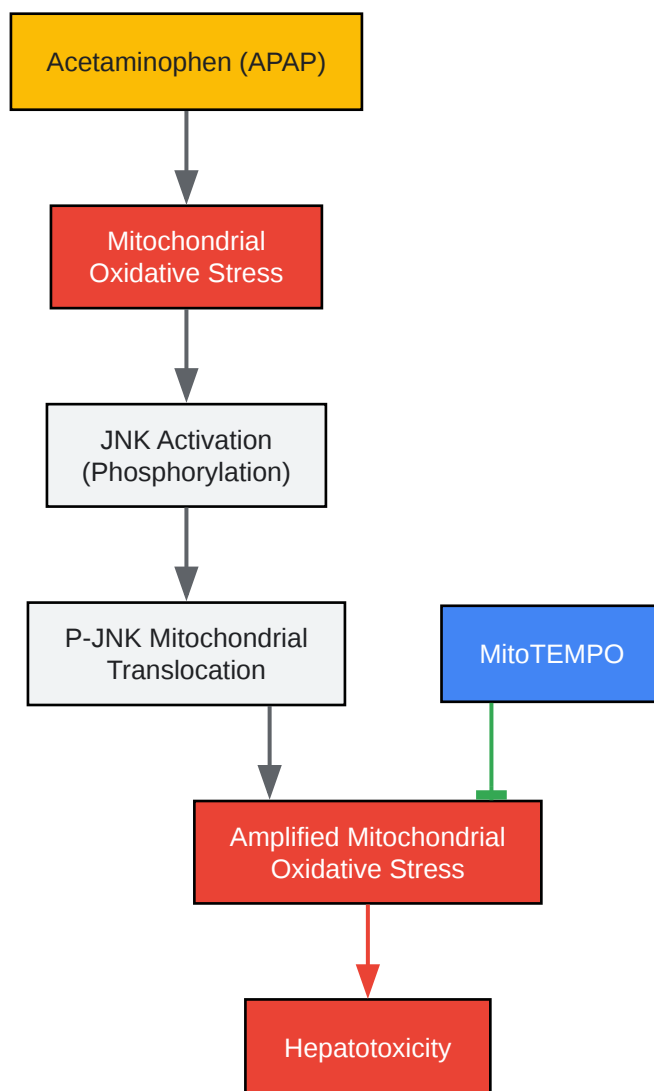 Acetaminophen (APAP)
Mitochondrial
Oxidative Stress
JNK Activation
(Phosphorylation)
P-JNK Mitochondrial
Translocation
MitoTEMPO
Amplified Mitochondrial
Oxidative Stress
Hepatotoxicity